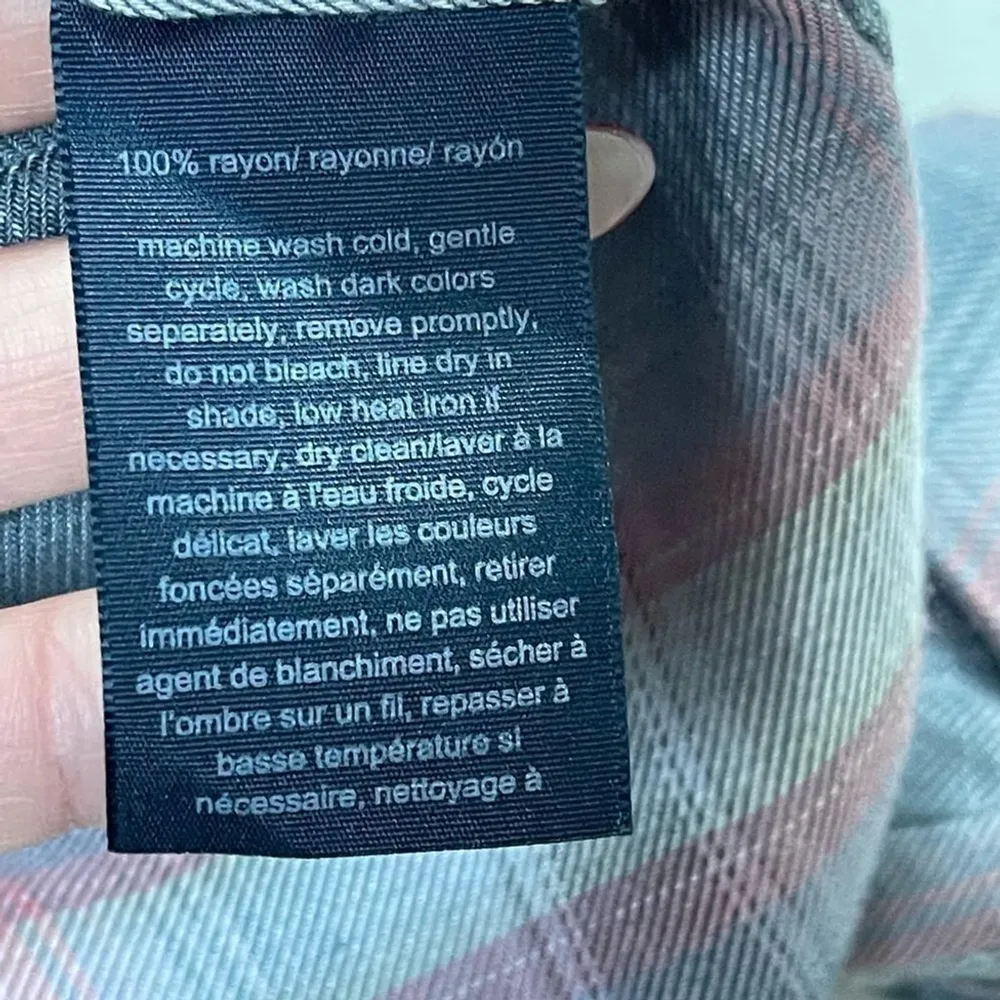 100% rayon/ rayonne/ rayón
machine wash cold, gentle
cycle, wash dark colors
separately, remove promptly,
do not bleach, line dry in
shade, low heat iron if
necessary, dry clean/laver à la
machine à l'eau froide, cycle
délicat, laver les couleurs
foncées séparément, retirer
immédiatement, ne pas utiliser
agent de blanchiment, sécher à
l'ombre sur un fil, repasser à
basse température si
nécessaire, nettoyage à